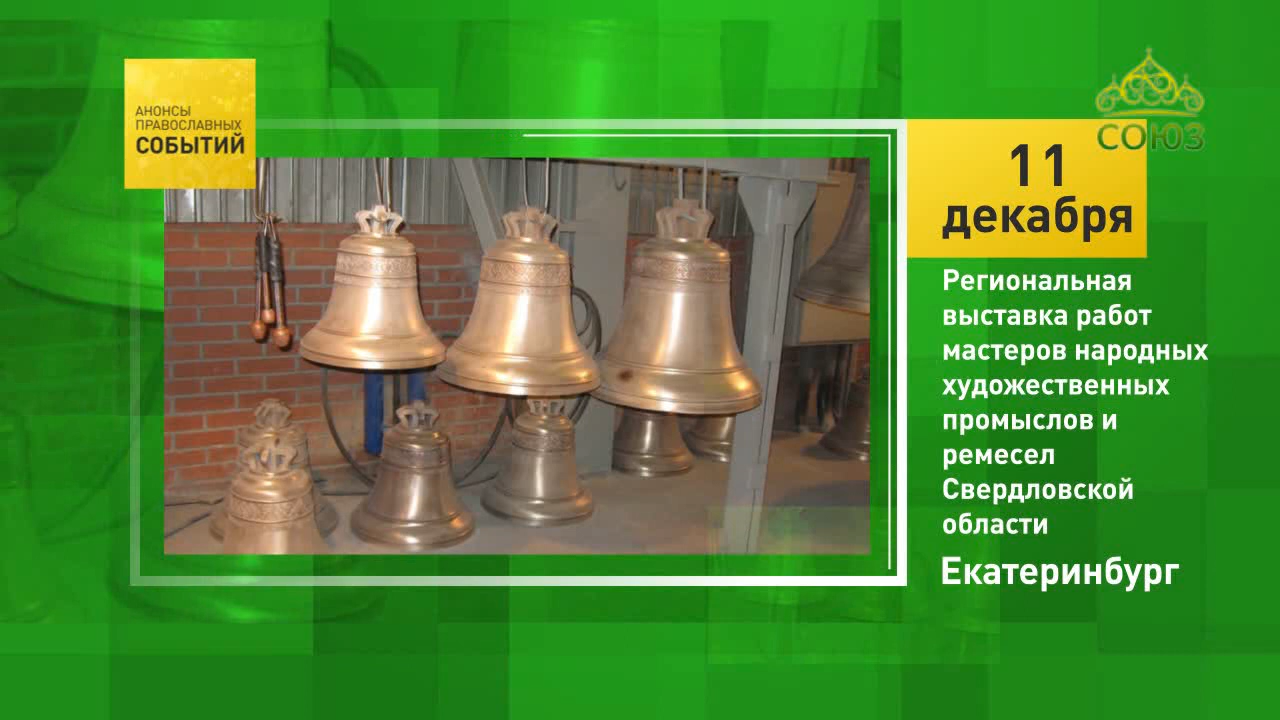 АНОНСЫ
ПРАВОСЛАВНЫХ
СОБЫТИЙ
СОЮЗ
11
декабря
Региональная
выставка работ
мастеров народных
художественных
промыслов и
ремесел
Свердловской
области
Екатеринбург